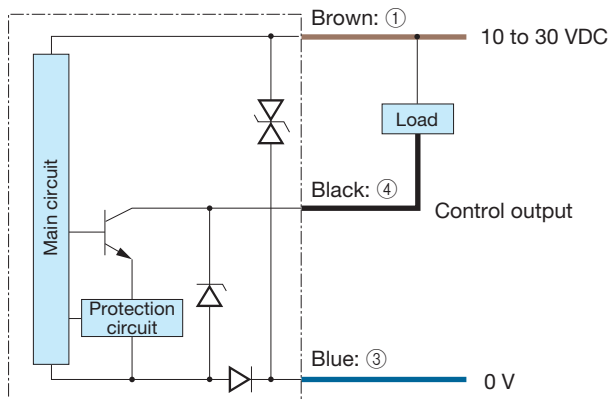 Brown: ①
10 to 30 VDC
Load
Main circuit
Black: ④
Control output
Protection
circuit
Blue: ③
0 V